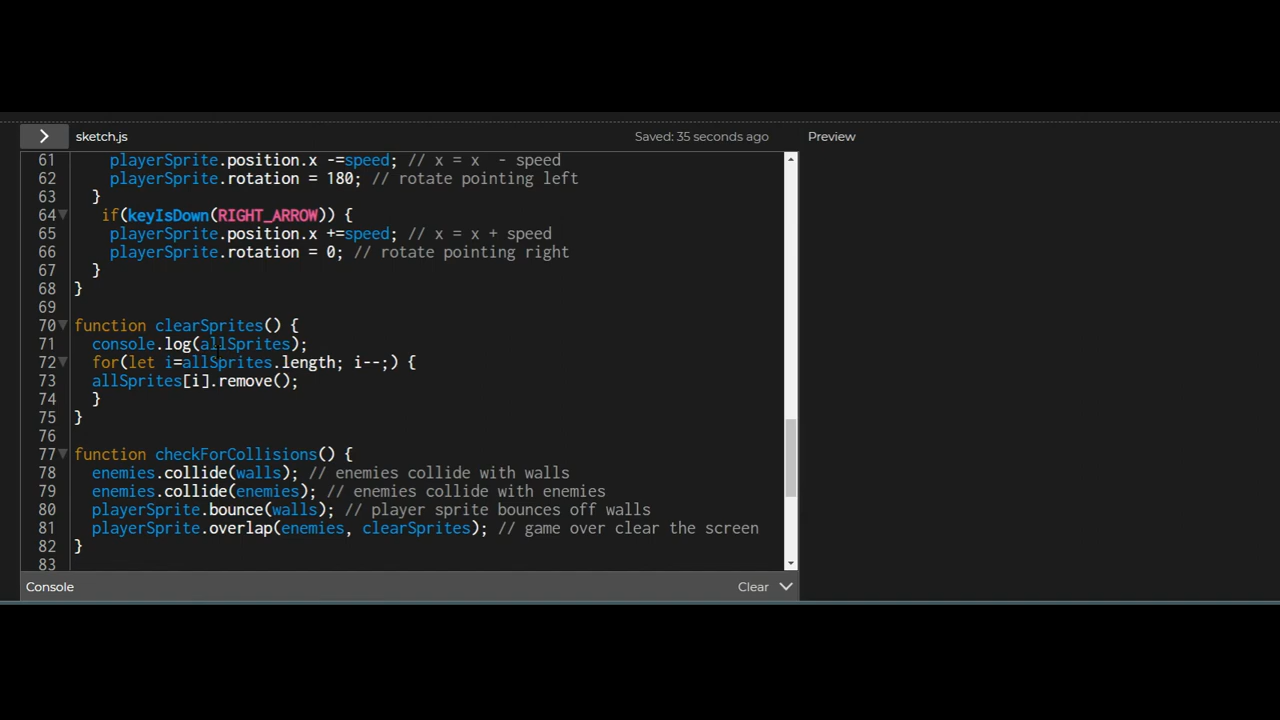 sketch.js
Saved: 35 seconds ago
Preview
61 playerSprite.position.x -=speed; // x = x  - speed
62 playerSprite.rotation = 180; // rotate pointing left
63 }
64 if(keyIsDown(RIGHT_ARROW)) {
65 playerSprite.position.x +=speed; // x = x + speed
66 playerSprite.rotation = 0; // rotate pointing right
67 }
68 }
69
70 function clearSprites() {
71 console.log(allSprites);
72 for(let i=allSprites.length; i--;) {
73 allSprites[i].remove();
74 }
75 }
76
77 function checkForCollisions() {
78 enemies.collide(walls); // enemies collide with walls
79 enemies.collide(enemies); // enemies collide with enemies
80 playerSprite.bounce(walls); // player sprite bounces off walls
81 playerSprite.overlap(enemies, clearSprites); // game over clear the screen
82 }
83
Console
Clear